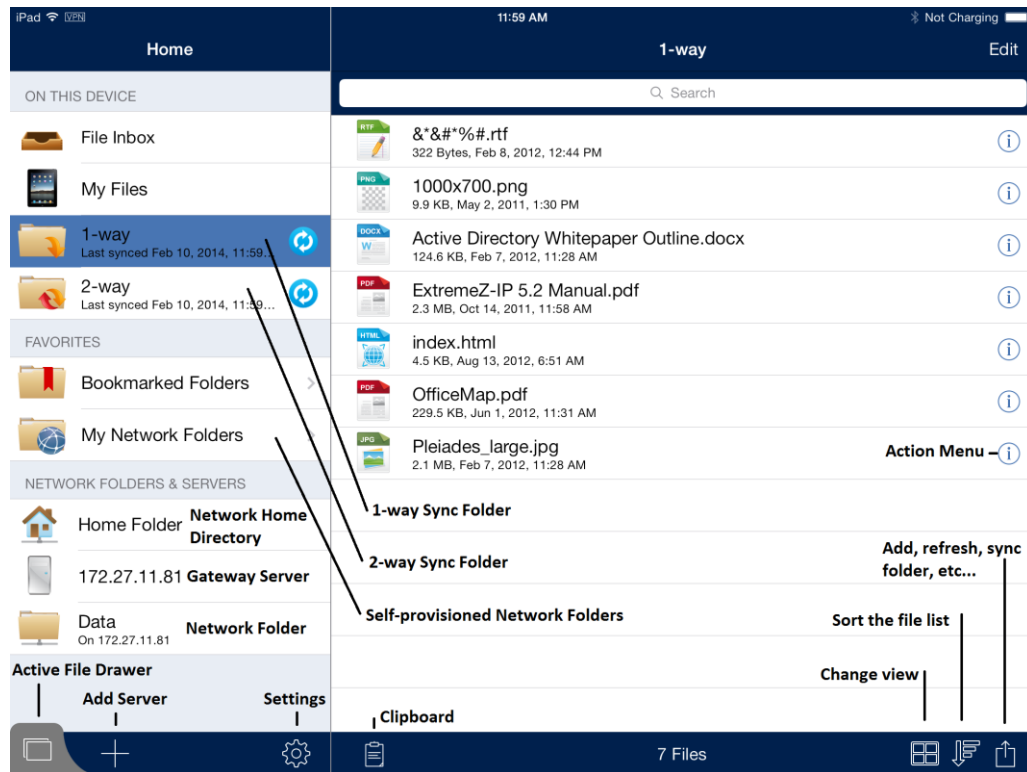 iPad VPN
11:59 AM
Not Charging
Home
1-way
Edit
ON THIS DEVICE
Search
File Inbox
My Files
1-way
Last synced Feb 10, 2014, 11:59...
2-way
Last synced Feb 10, 2014, 11:59...
FAVORITES
Bookmarked Folders
My Network Folders
NETWORK FOLDERS & SERVERS
Home Folder
Network Home
Directory
172.27.11.81 Gateway Server
Data
On 172.27.11.81
Network Folder
Active File Drawer
Add Server
Settings
RTF
&*&#*%#.rtf
322 Bytes, Feb 8, 2012, 12:44 PM
PNG
1000x700.png
9.9 KB, May 2, 2011, 1:30 PM
DOCX
W
Active Directory Whitepaper Outline.docx
124.6 KB, Feb 7, 2012, 11:28 AM
PDF
ExtremeZ-IP 5.2 Manual.pdf
2.3 MB, Oct 14, 2011, 11:58 AM
HTML
index.html
4.5 KB, Aug 13, 2012, 6:51 AM
PDF
OfficeMap.pdf
229.5 KB, Jun 1, 2012, 11:31 AM
JPG
Pleiades_large.jpg
2.1 MB, Feb 7, 2012, 11:28 AM
Action Menu
1-way Sync Folder
2-way Sync Folder
Self-provisioned Network Folders
Add, refresh, sync
folder, etc...
Sort the file list
Change view
Clipboard
7 Files